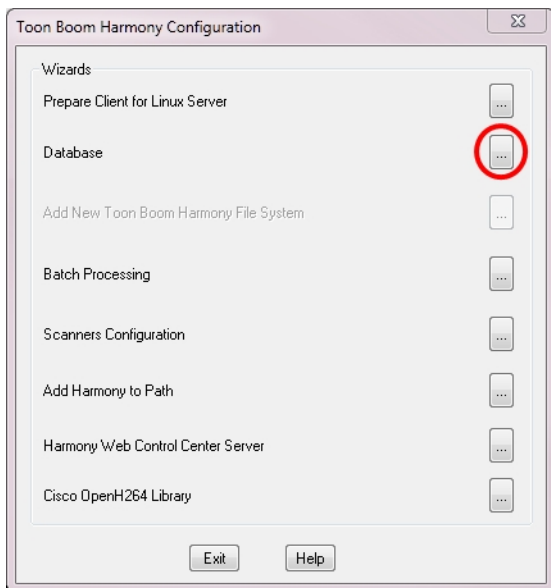 Toon Boom Harmony Configuration
Wizards
Prepare Client for Linux Server ...
Database ...
Add New Toon Boom Harmony File System ...
Batch Processing ...
Scanners Configuration ...
Add Harmony to Path ...
Harmony Web Control Center Server ...
Cisco OpenH264 Library ...
Exit Help